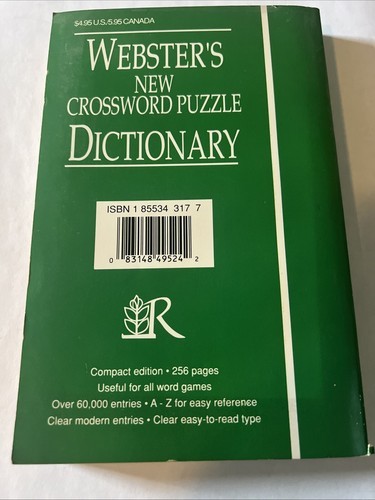 $4.95 U.S./5.95 CANADA
WEBSTER'S
NEW
CROSSWORD PUZZLE
DICTIONARY
ISBN 1 85534 317 7
0 83148 49524 2
R
Compact edition • 256 pages
Useful for all word games
Over 60,000 entries • A - Z for easy reference
Clear modern entries • Clear easy-to-read type